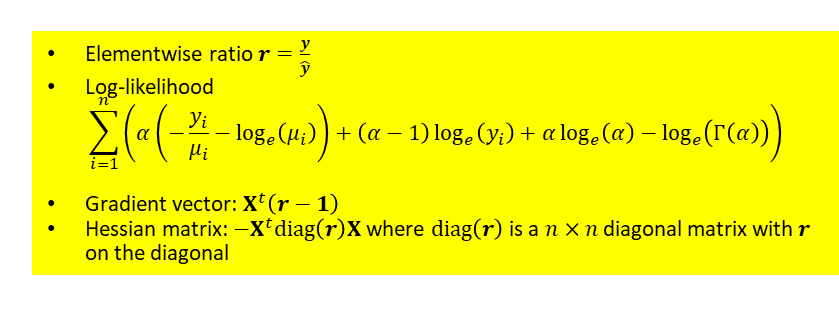 • Elementwise ratio r = y/ŷ
• Log-likelihood
∑_{i=1}^{n} (α(−y_i/μ_i − log_e(μ_i)) + (α − 1) log_e(y_i) + α log_e(α) − log_e(Γ(α)))
• Gradient vector: X^t(r − 1)
• Hessian matrix: −X^t diag(r)X where diag(r) is a n × n diagonal matrix with r
on the diagonal